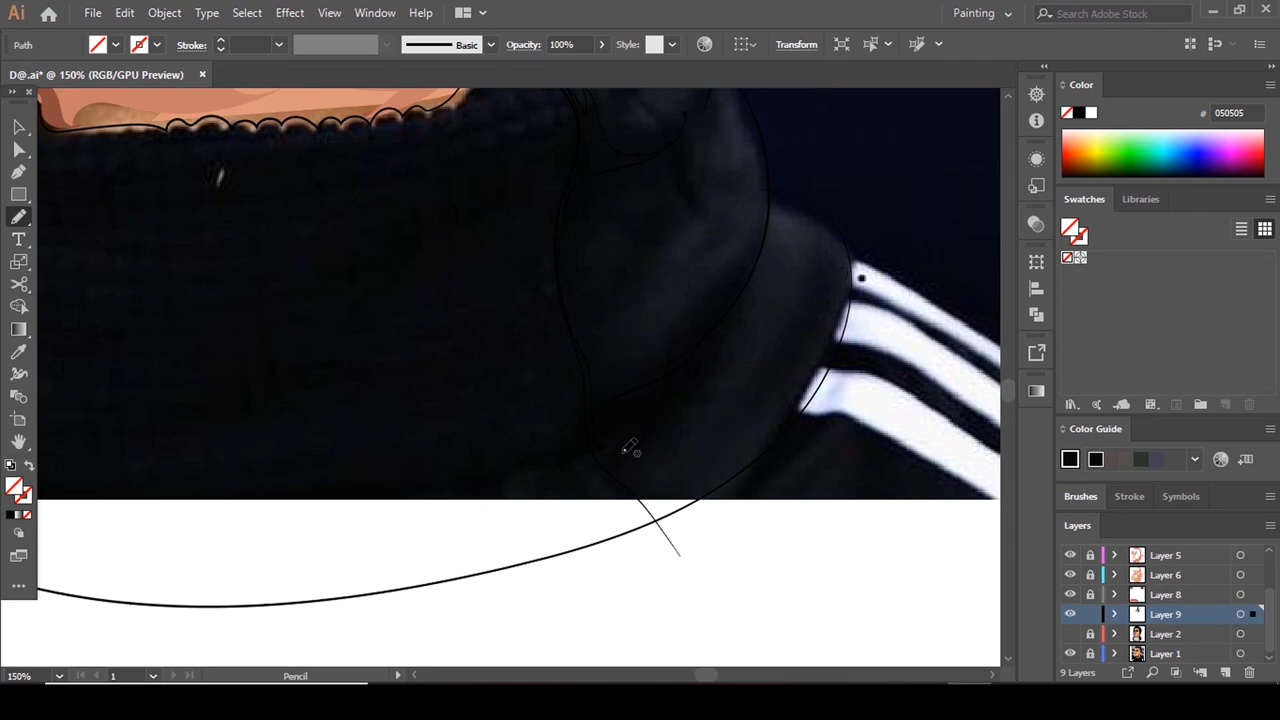 Ai File Edit Object Type Select Effect View Window Help Painting Search Adobe Stock
Path Stroke: Basic Opacity: 100% Style: Transform
D@.ai* @ 150% (RGB/GPU Preview)
Color
# 050505
Swatches Libraries
Color Guide
Brushes Stroke Symbols
Layers
Layer 5
Layer 6
Layer 8
Layer 9
Layer 2
Layer 1
9 Layers
150% 1 Pencil